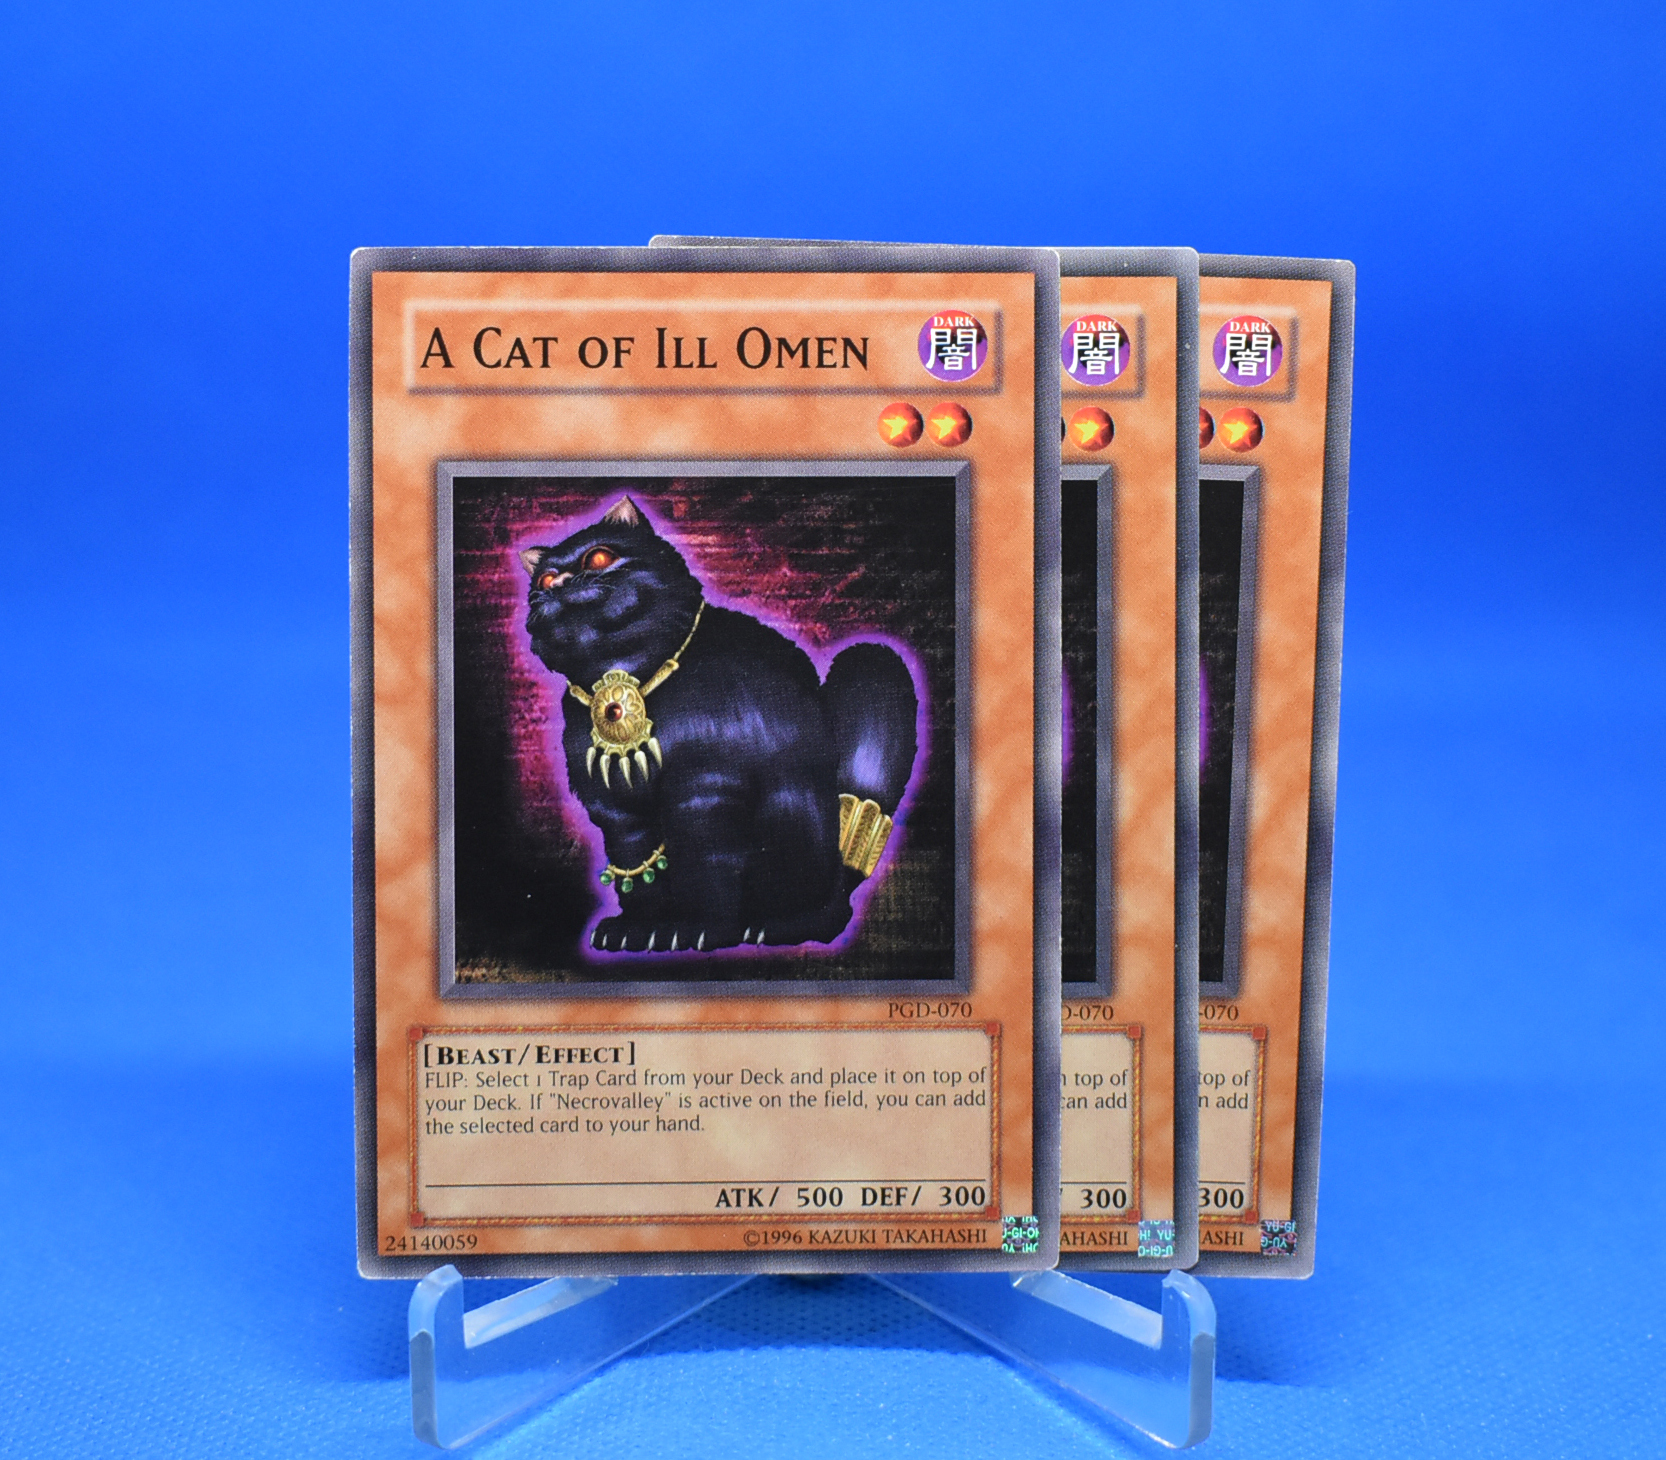 A CAT OF ILL OMEN
DARK
闇
DARK
闇
DARK
闇
PGD-070
D-070
-070
[BEAST/EFFECT]
FLIP: Select 1 Trap Card from your Deck and place it on top of
your Deck. If "Necrovalley" is active on the field, you can add
the selected card to your hand.
top of
can add
top of
add
ATK/ 500 DEF/ 300
300
300
24140059
©1996 KAZUKI TAKAHASHI
AHASHI
ASHI
YU-GI